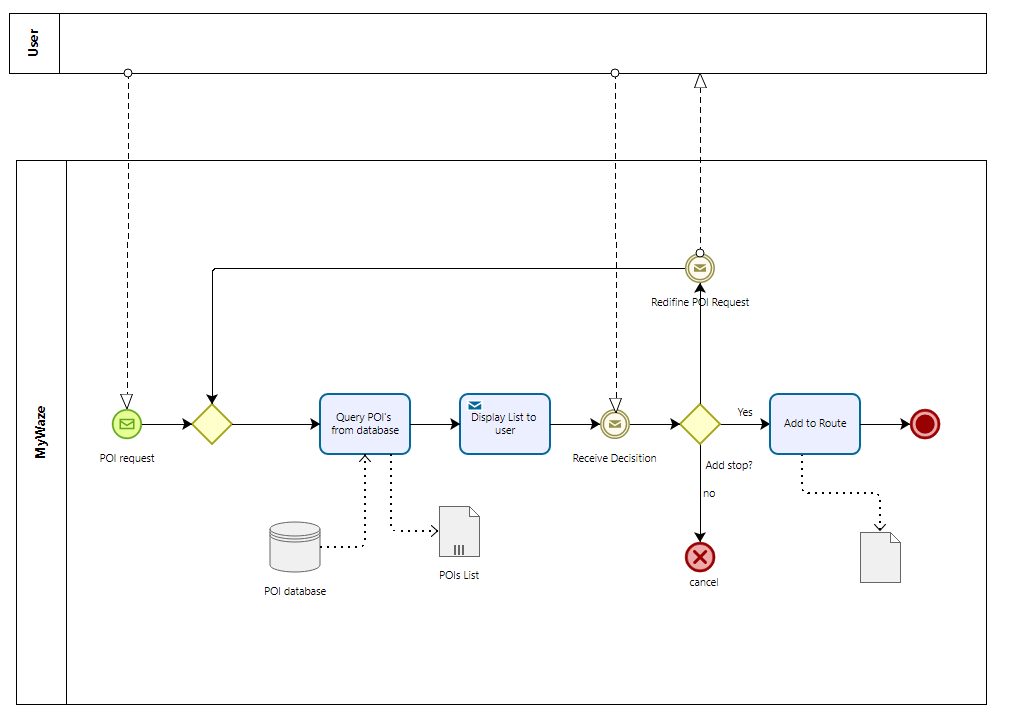 User
MyWaze
Redifine POI Request
POI request
Query POI's
from database
Display List to
user
Receive Decisition
Yes
Add stop?
no
Add to Route
cancel
POI database
POIs List